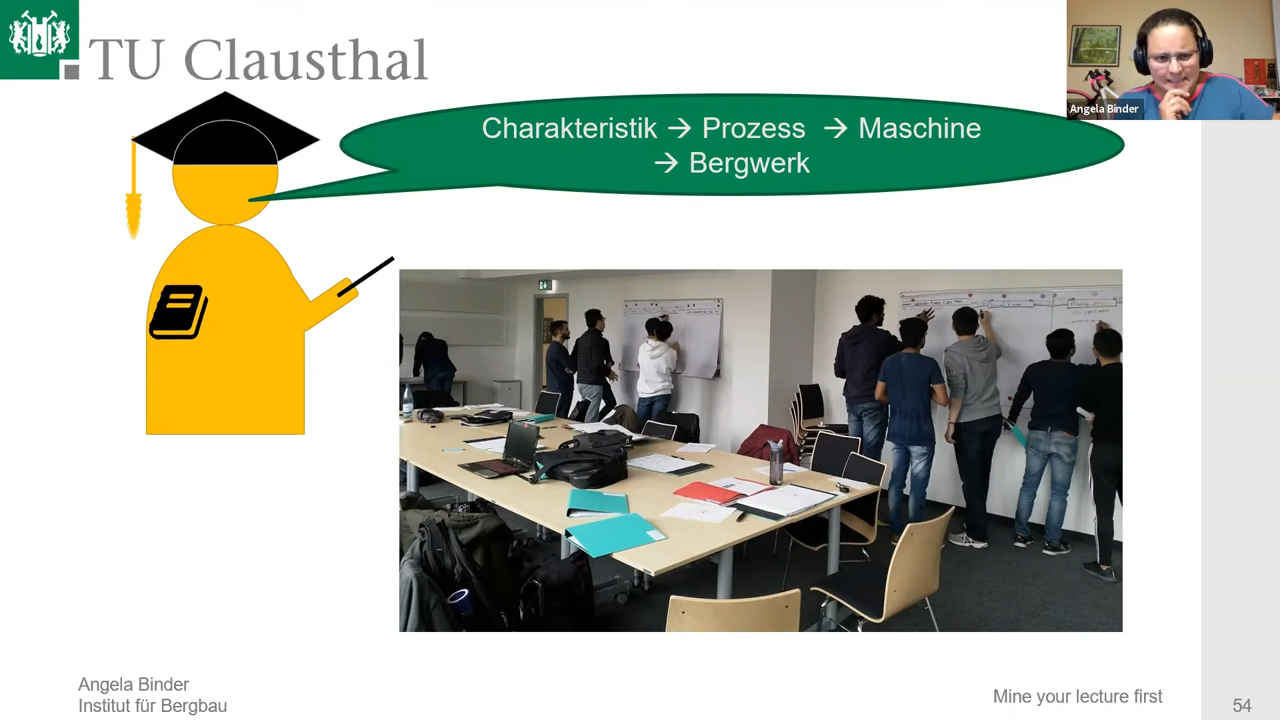 TU Clausthal
Angela Binder
Charakteristik → Prozess → Maschine
→ Bergwerk
Angela Binder
Institut für Bergbau
Mine your lecture first
54